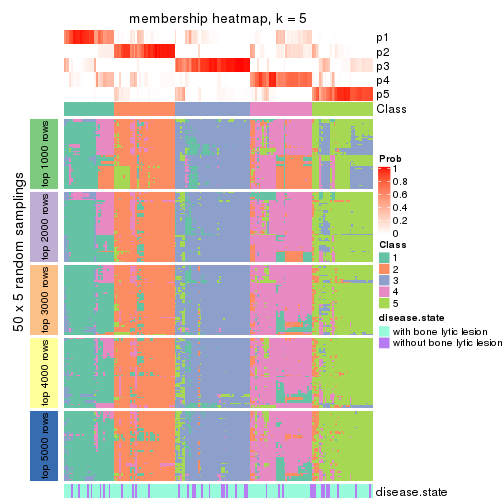 membership heatmap, k = 5
p1
p2
p3
p4
p5
Class
50 x 5 random samplings
top 1000 rows
top 2000 rows
top 3000 rows
top 4000 rows
top 5000 rows
disease.state
Prob
1
0.8
0.6
0.4
0.2
0
Class
1
2
3
4
5
disease.state
with bone lytic lesion
without bone lytic lesion